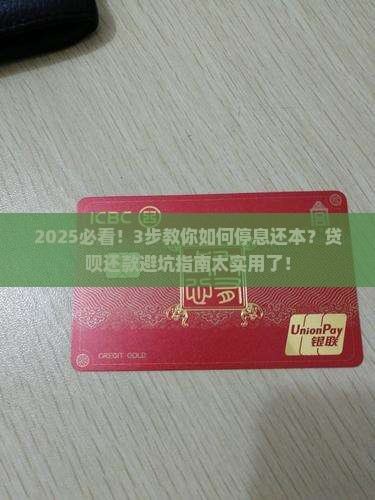 ICBC
2025必看！3步教你如何停息还本？贷
呗还款避坑指南太实用了！
UnionPay
银联
CREDIT GOLD